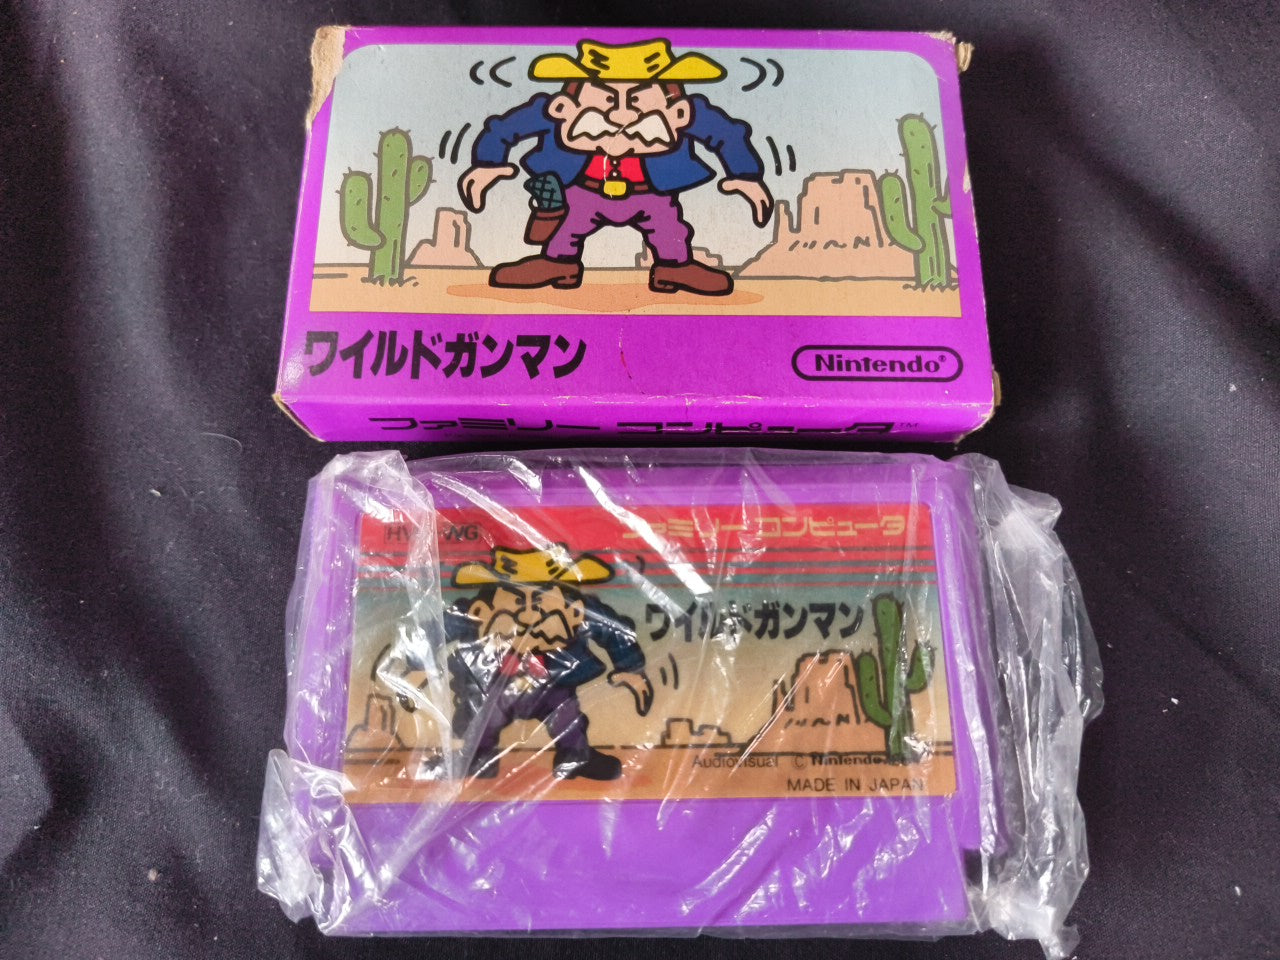 ワイルドガンマン
Nintendo®
ファミリー コンピュータ™
ファミリー コンピュータ
ワイルドガンマン
Audiovisual © Nintendo
MADE IN JAPAN